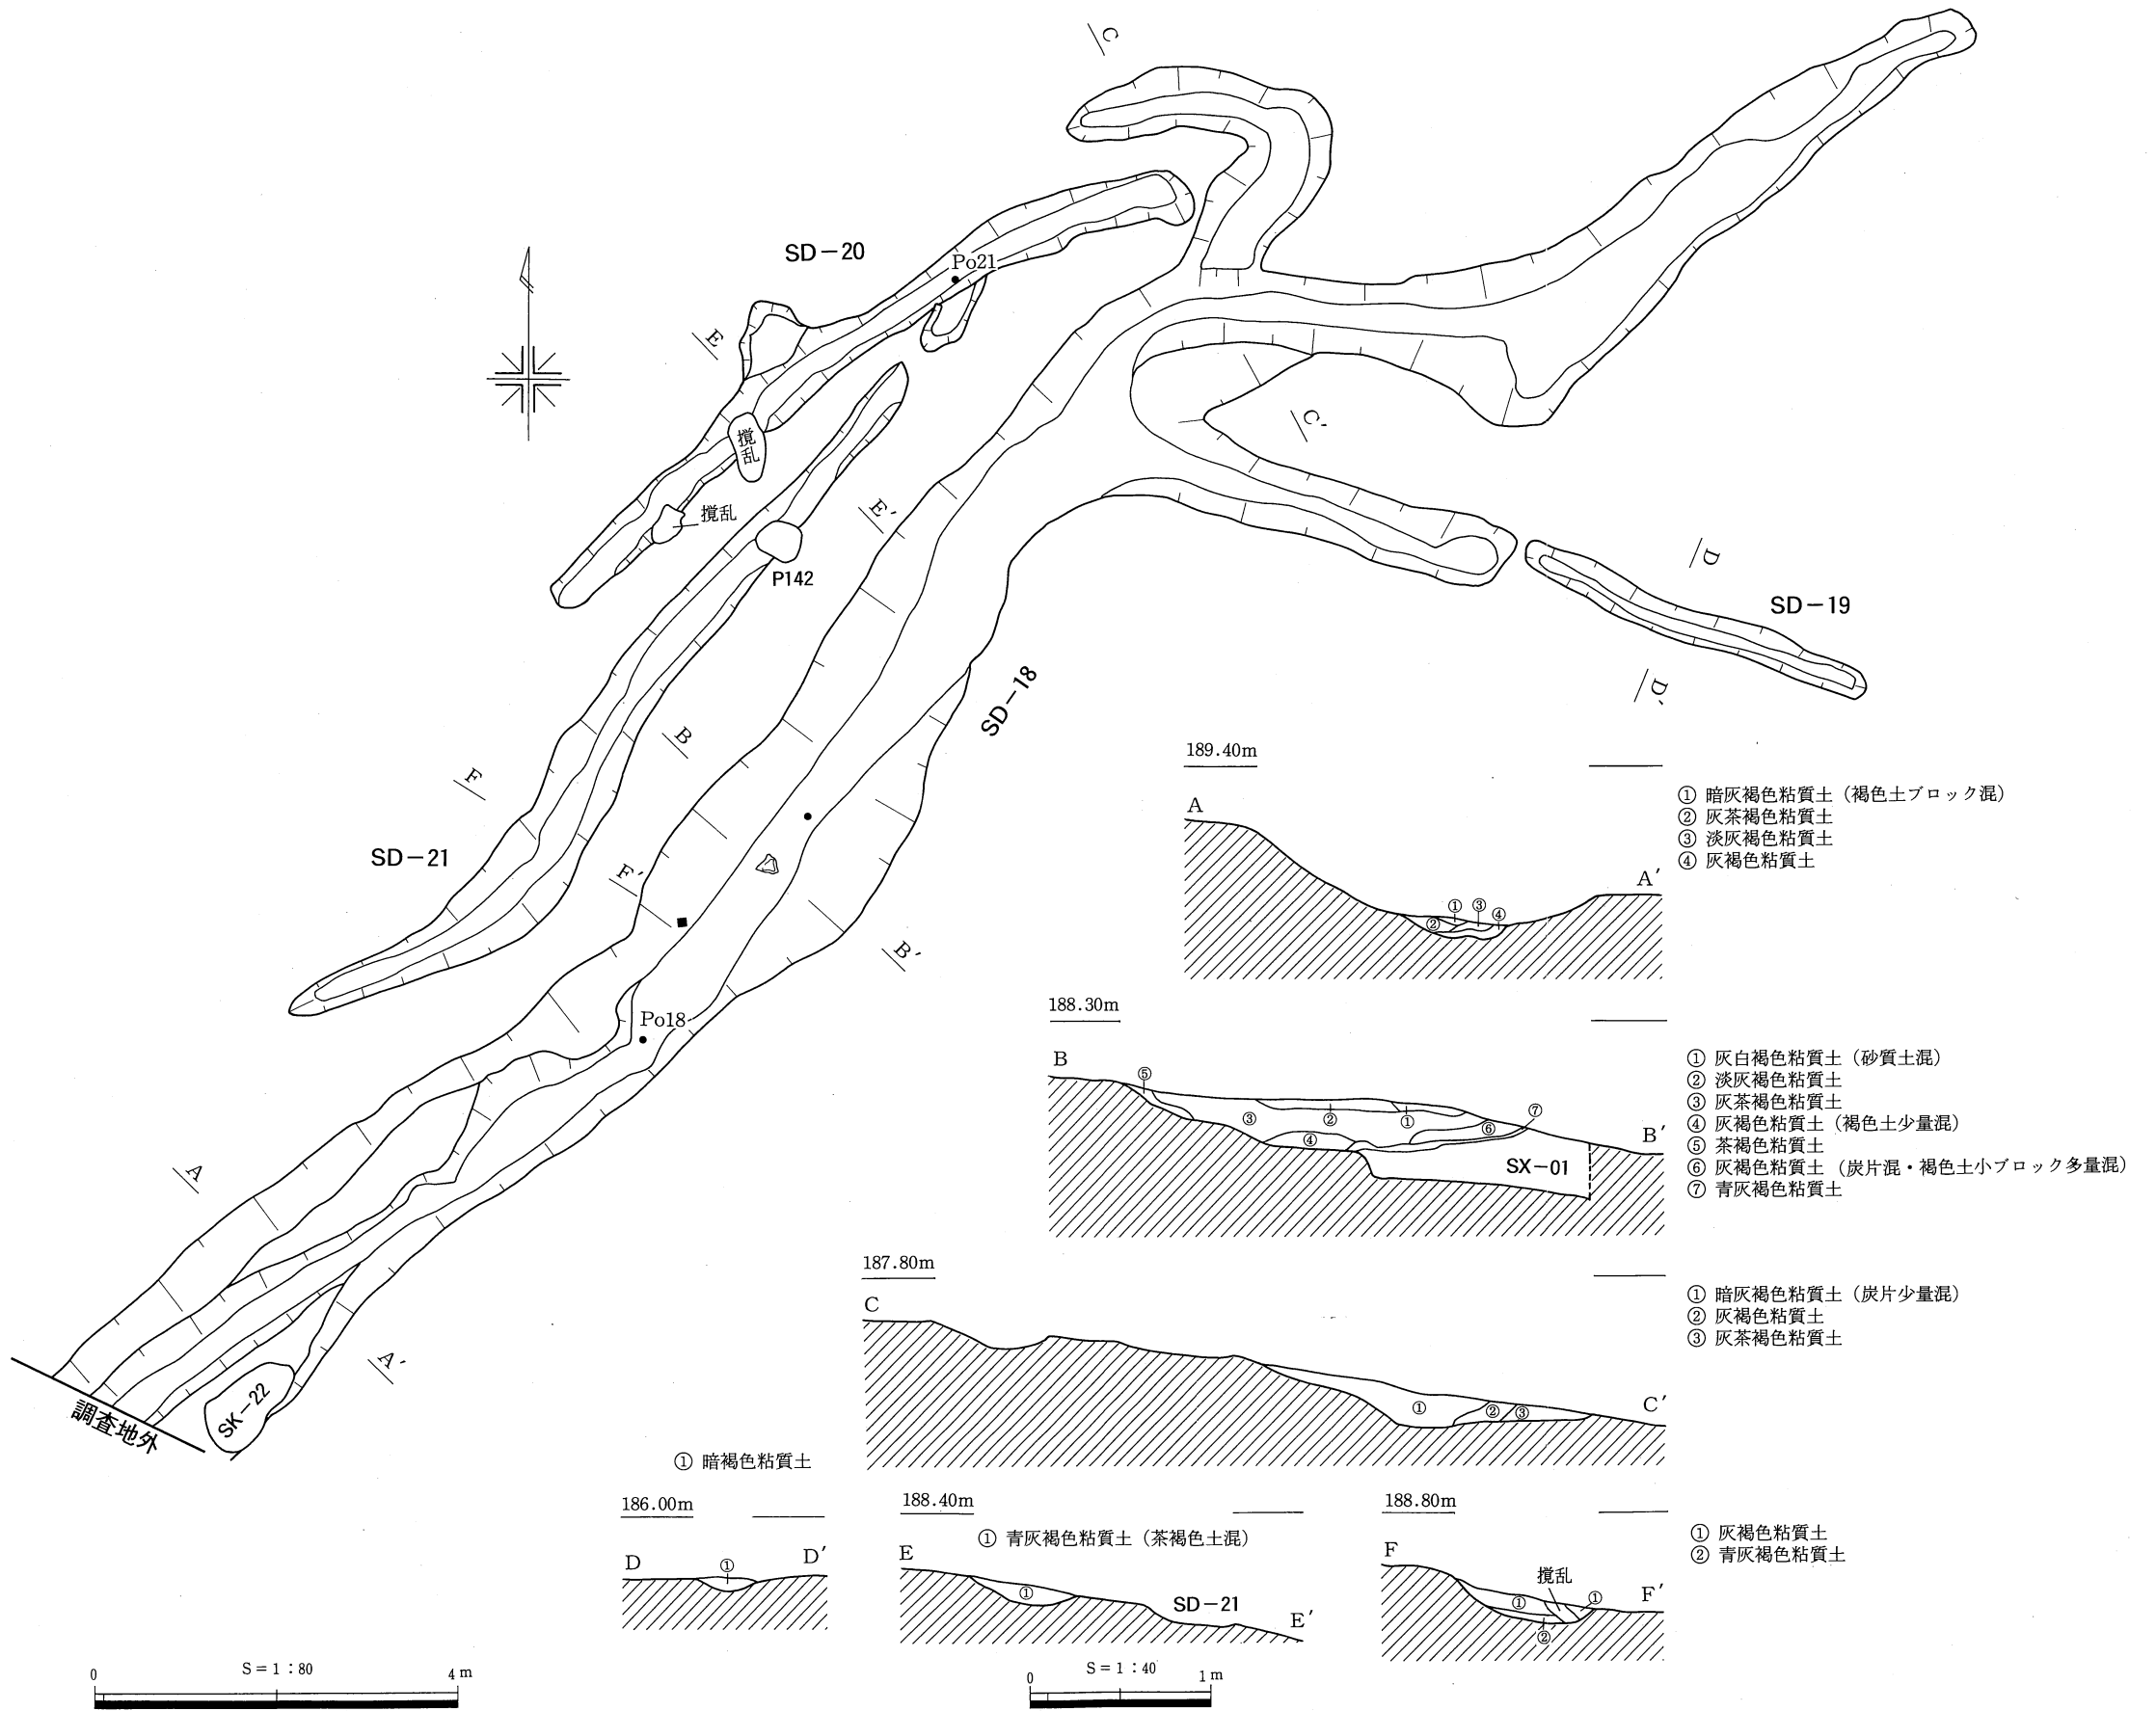 C
SD－20
Po21
E
C′
撹乱
撹乱
E′
P142
D
SD－19
D′
SD－18
B
F
SD－21
F′
B′
Po18
A
A′
SK－22
調査地外
189.40m
A
A′
① ③ ④
②
① 暗灰褐色粘質土（褐色土ブロック混）
② 灰茶褐色粘質土
③ 淡灰褐色粘質土
④ 灰褐色粘質土
188.30m
B
B′
⑤
⑦
③ ② ①
④ ⑥
SX－01
① 灰白褐色粘質土（砂質土混）
② 淡灰褐色粘質土
③ 灰茶褐色粘質土
④ 灰褐色粘質土（褐色土少量混）
⑤ 茶褐色粘質土
⑥ 灰褐色粘質土（炭片混・褐色土小ブロック多量混）
⑦ 青灰褐色粘質土
187.80m
C
C′
① ② ③
① 暗灰褐色粘質土（炭片少量混）
② 灰褐色粘質土
③ 灰茶褐色粘質土
① 暗褐色粘質土
186.00m
D
①
D′
188.40m
① 青灰褐色粘質土（茶褐色土混）
E
①
SD－21
E′
188.80m
F
撹乱
F′
① ①
②
① 灰褐色粘質土
② 青灰褐色粘質土
0
S＝1：80
4m
0
S＝1：40
1m